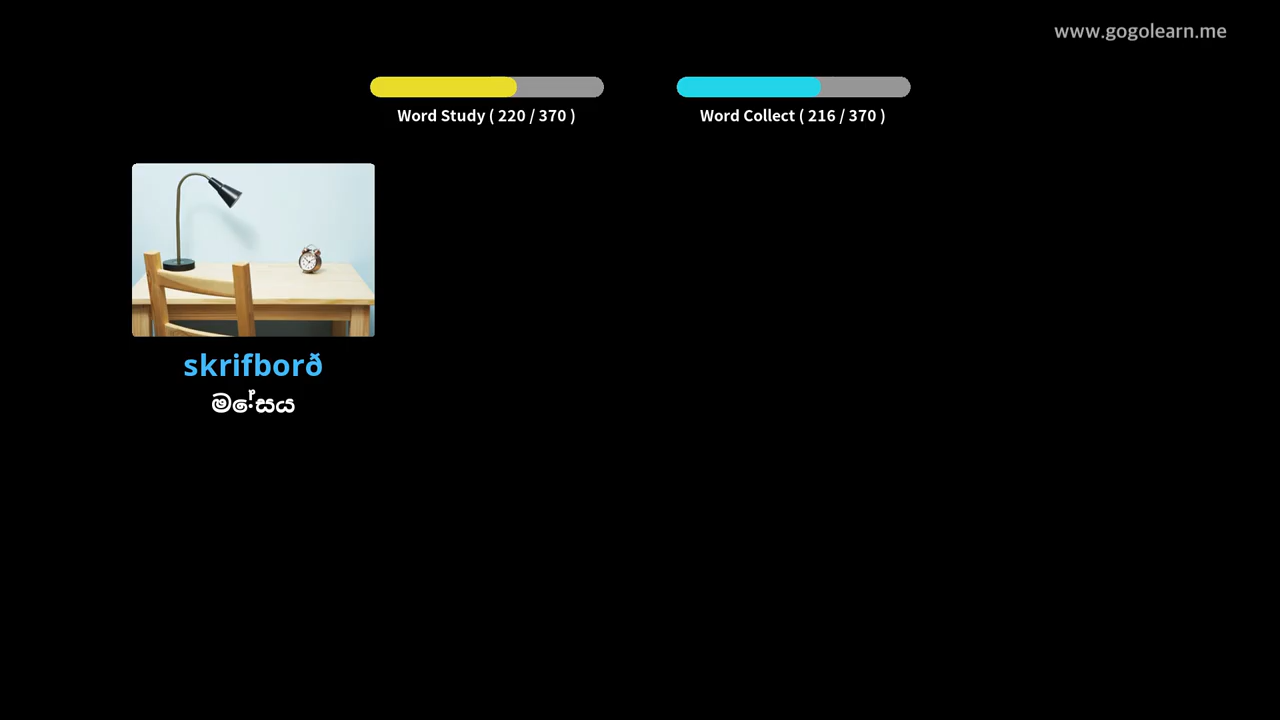 www.gogolearn.me
Word Study ( 220 / 370 )
Word Collect ( 216 / 370 )
skrifborð
මේසය